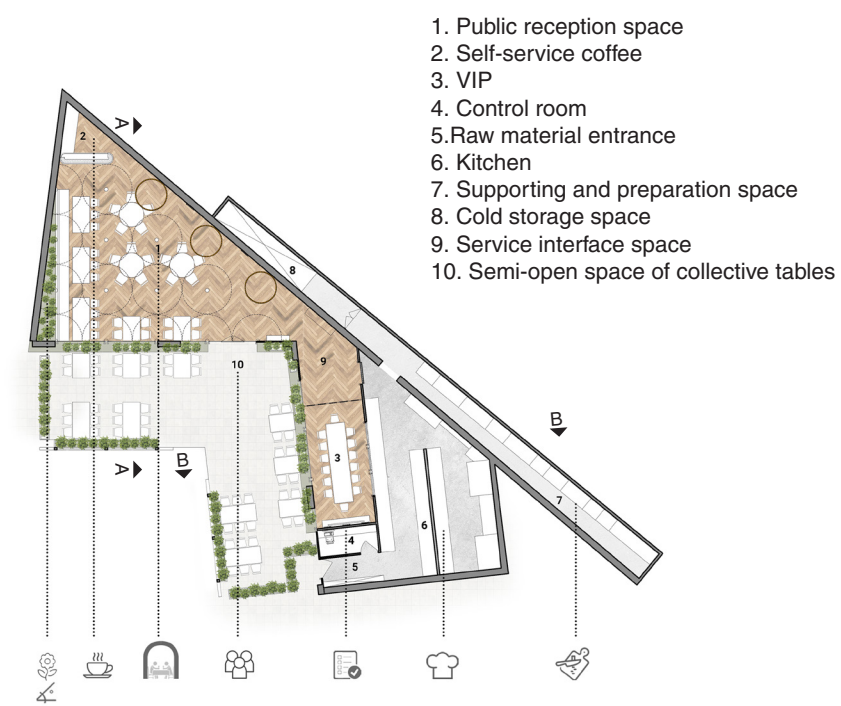 1. Public reception space
2. Self-service coffee
3. VIP
4. Control room
5.Raw material entrance
6. Kitchen
7. Supporting and preparation space
8. Cold storage space
9. Service interface space
10. Semi-open space of collective tables
A
2
1
8
9
10
B
A
B
3
7
6
4
5